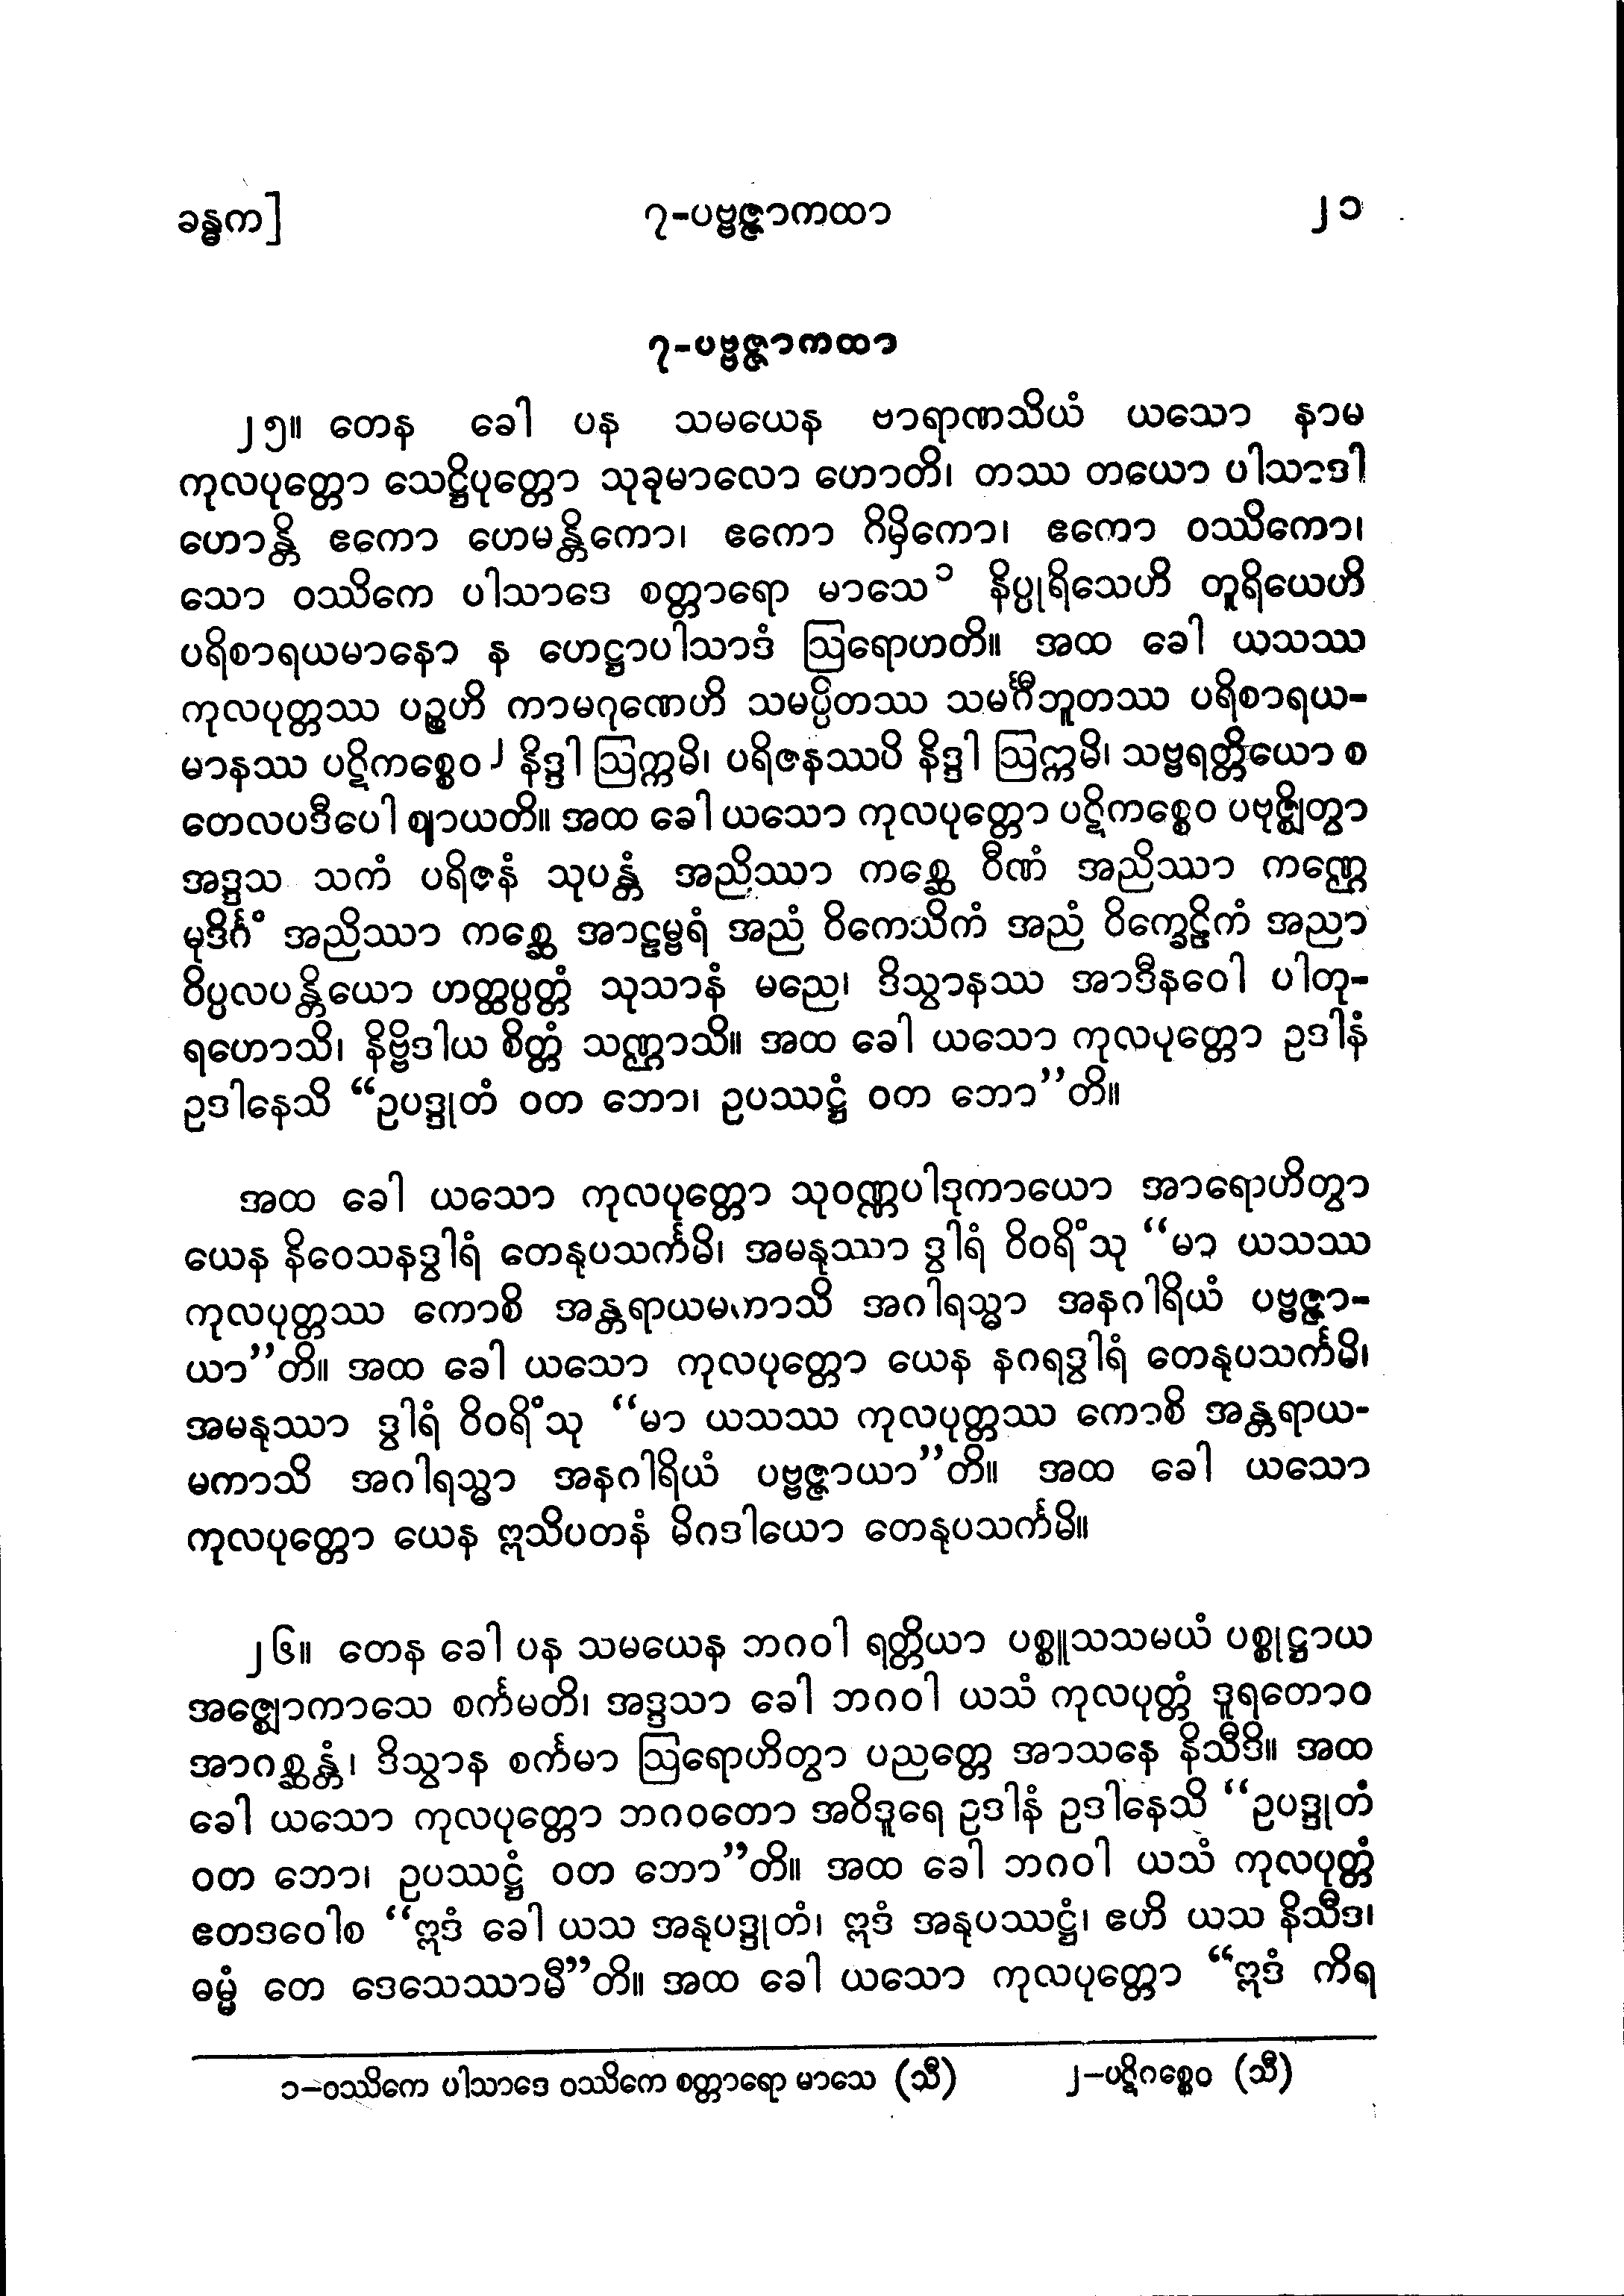 ခန္ဓက]
၇-ပဗ္ဗဇ္ဇာကထာ
၂၁
၇-ပဗ္ဗဇ္ဇာကထာ
၂၅။ တေန ခေါ ပန သမယေန ဗာရာဏသိယံ ယသော နာမ
ကုလပုတ္တော သေဋ္ဌိပုတ္တော သုခုမာလော ဟောတိ၊ တဿ တယော ပါသာဒါ
ဟောန္တိ ဧကော ဟေမန္တိကော၊ ဧကော ဂိမှိကော၊ ဧကော ဝဿိကော၊
သော ဝဿိကေ ပါသာဒေ စတ္တာရော မာသေ ၁ နိပ္ပုရိသေဟိ တူရိယေဟိ
ပရိစာရယမာနော န ဟေဋ္ဌာပါသာဒံ ဩရောဟတိ။ အထ ခေါ ယသဿ
ကုလပုတ္တဿ ပဉ္စဟိ ကာမဂုဏေဟိ သမပ္ပိတဿ သမင်္ဂီဘူတဿ ပရိစာရယ-
မာနဿ ပဋိကစ္စေဝ ၂ နိဒ္ဒါ ဩက္ကမိ၊ ပရိဇနဿပိ နိဒ္ဒါ ဩက္ကမိ၊ သဗ္ဗရတ္တိယော စ
တေလပဒီပေါ ဈာယတိ။ အထ ခေါ ယသော ကုလပုတ္တော ပဋိကစ္စေဝ ပဗုဇ္ဈိတွာ
အဒ္ဒသ သကံ ပရိဇနံ သုပန္တံ အညိဿာ ကစ္ဆေ ဝီဏံ အညိဿာ ကဏ္ဌေ
မုဒိင်္ဂံ အညိဿာ ကစ္ဆေ အာဠမ္ဗရံ အညံ ဝိကေသိကံ အညံ ဝိက္ခေဠိကံ အညာ
ဝိပ္ပလပန္တိယော ဟတ္ထပ္ပတ္တံ သုသာနံ မညေ၊ ဒိသွာနဿ အာဒီနဝေါ ပါတု-
ရဟောသိ၊ နိဗ္ဗိဒါယ စိတ္တံ သဏ္ဌာသိ။ အထ ခေါ ယသော ကုလပုတ္တော ဥဒါနံ
ဥဒါနေသိ “ဥပဒ္ဒုတံ ဝတ ဘော၊ ဥပဿဋ္ဌံ ဝတ ဘော”တိ။
အထ ခေါ ယသော ကုလပုတ္တော သုဝဏ္ဏပါဒုကာယော အာရောဟိတွာ
ယေန နိဝေသနဒွါရံ တေနုပသင်္ကမိ၊ အမနုဿာ ဒွါရံ ဝိဝရိံသု “မာ ယသဿ
ကုလပုတ္တဿ ကောစိ အန္တရာယမကာသိ အဂါရသ္မာ အနဂါရိယံ ပဗ္ဗဇ္ဇာ-
ယာ”တိ။ အထ ခေါ ယသော ကုလပုတ္တော ယေန နဂရဒွါရံ တေနုပသင်္ကမိ၊
အမနုဿာ ဒွါရံ ဝိဝရိံသု “မာ ယသဿ ကုလပုတ္တဿ ကောစိ အန္တရာယ-
မကာသိ အဂါရသ္မာ အနဂါရိယံ ပဗ္ဗဇ္ဇာယာ”တိ။ အထ ခေါ ယသော
ကုလပုတ္တော ယေန ဣသိပတနံ မိဂဒါယော တေနုပသင်္ကမိ။
၂၆။ တေန ခေါ ပန သမယေန ဘဂဝါ ရတ္တိယာ ပစ္စူသသမယံ ပစ္စုဋ္ဌာယ
အဇ္ဈောကာသေ စင်္ကမတိ၊ အဒ္ဒသာ ခေါ ဘဂဝါ ယသံ ကုလပုတ္တံ ဒူရတောဝ
အာဂစ္ဆန္တံ၊ ဒိသွာန စင်္ကမာ ဩရောဟိတွာ ပညတ္တေ အာသနေ နိသီဒိ။ အထ
ခေါ ယသော ကုလပုတ္တော ဘဂဝတော အဝိဒူရေ ဥဒါနံ ဥဒါနေသိ “ဥပဒ္ဒုတံ
ဝတ ဘော၊ ဥပဿဋ္ဌံ ဝတ ဘော”တိ။ အထ ခေါ ဘဂဝါ ယသံ ကုလပုတ္တံ
ဧတဒဝေါစ “ဣဒံ ခေါ ယသ အနုပဒ္ဒုတံ၊ ဣဒံ အနုပဿဋ္ဌံ၊ ဧဟိ ယသ နိသီဒ၊
ဓမ္မံ တေ ဒေသေဿာမီ”တိ။ အထ ခေါ ယသော ကုလပုတ္တော “ဣဒံ ကိရ
၁–ဝဿိကေ ပါသာဒေ ဝဿိကေ စတ္တာရော မာသေ (သီ) ၂–ပဋိဂစ္စေဝ (သီ)